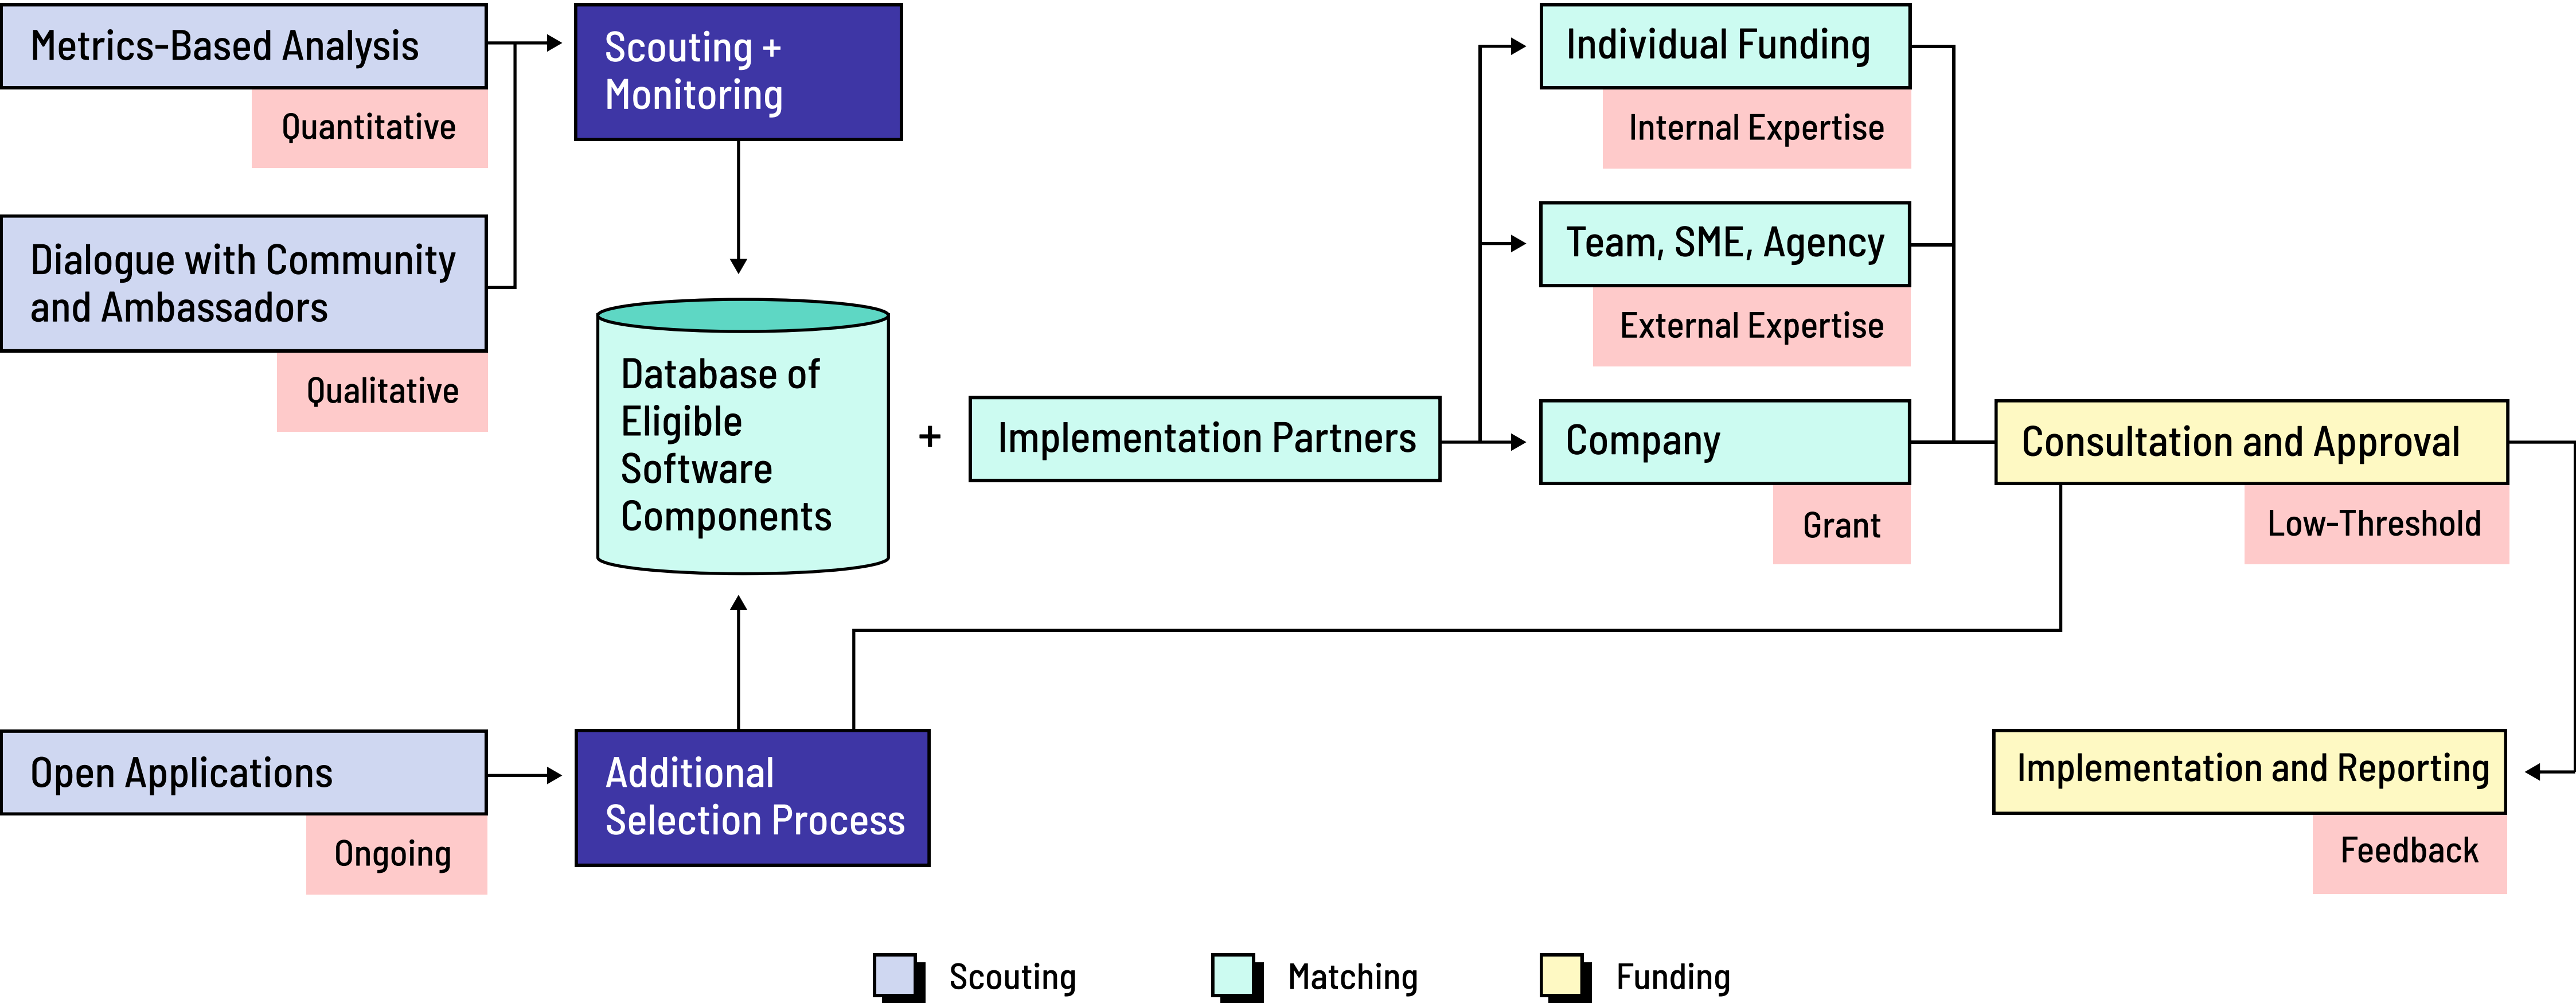 Metrics-Based Analysis
Quantitative
Dialogue with Community
and Ambassadors
Qualitative
Scouting +
Monitoring
Database of
Eligible
Software
Components
+
Implementation Partners
Individual Funding
Internal Expertise
Team, SME, Agency
External Expertise
Company
Grant
Consultation and Approval
Low-Threshold
Open Applications
Ongoing
Additional
Selection Process
Implementation and Reporting
Feedback
Scouting
Matching
Funding